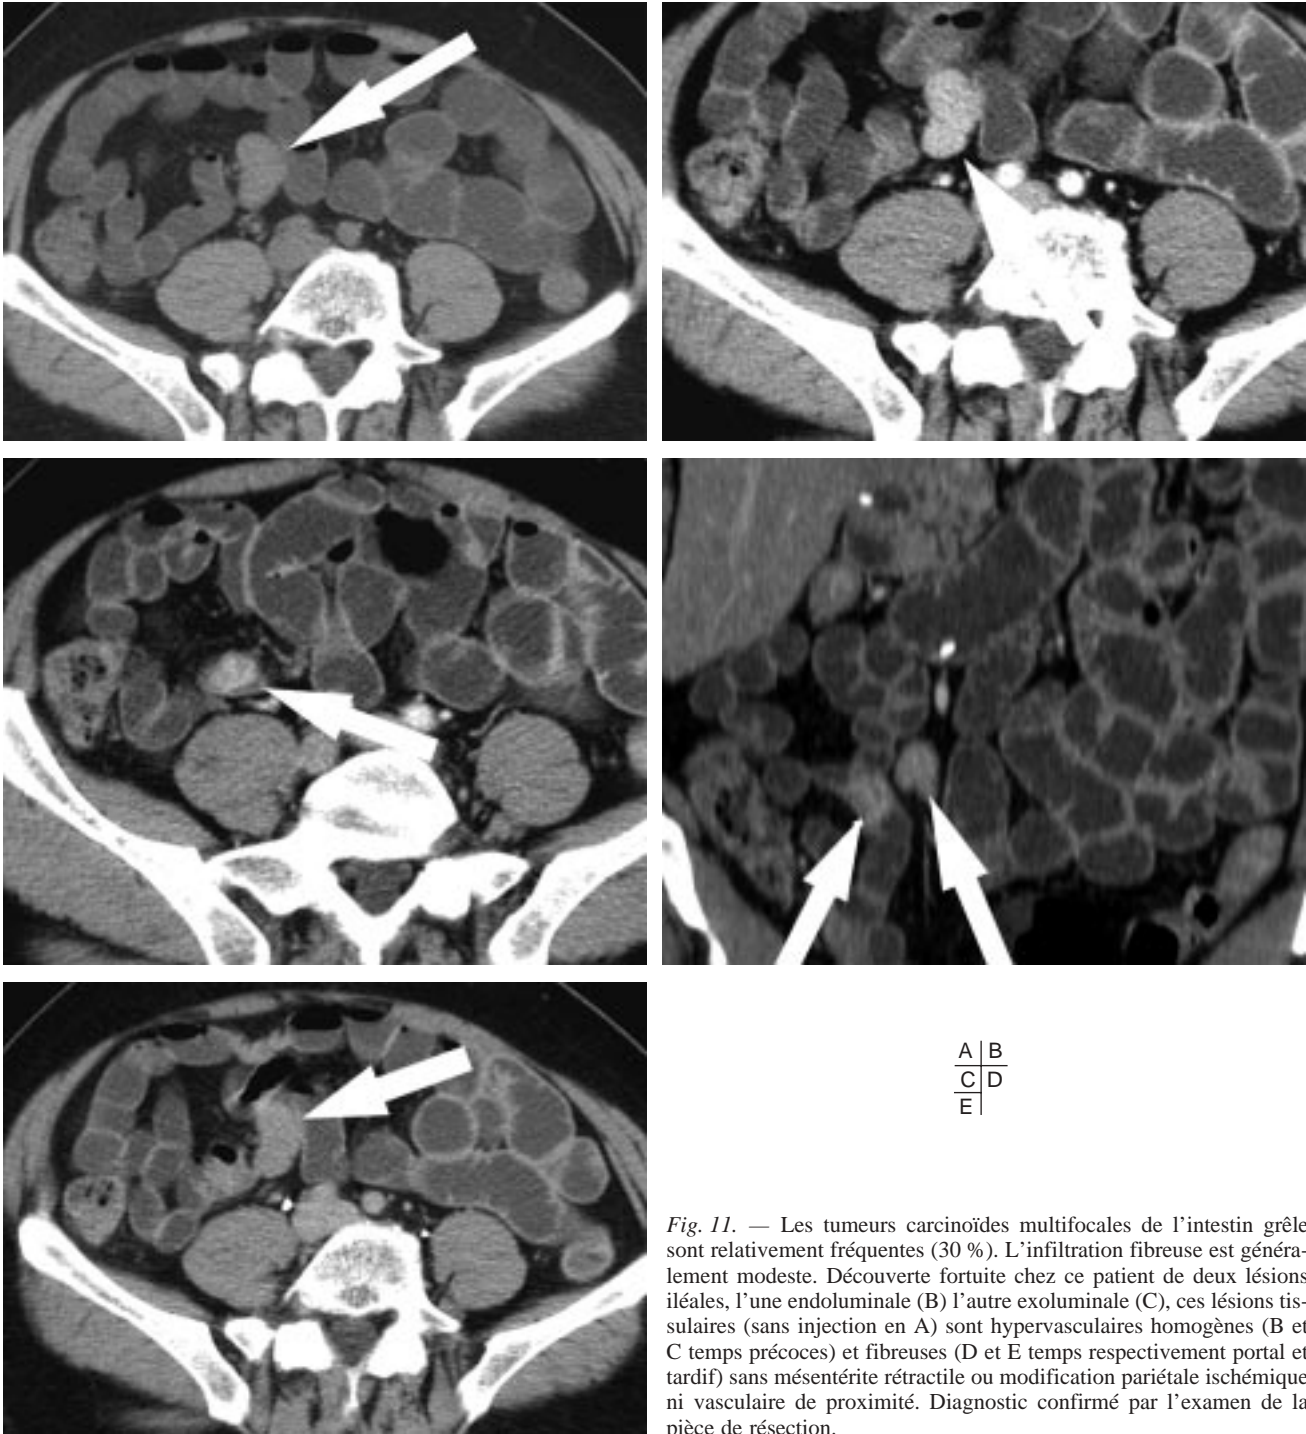 A B
C D
E
Fig. 11. — Les tumeurs carcinoïdes multifocales de l'intestin grêle
sont relativement fréquentes (30 %). L'infiltration fibreuse est généra-
lement modeste. Découverte fortuite chez ce patient de deux lésions
iléales, l'une endoluminale (B) l'autre exoluminale (C), ces lésions tis-
sulaires (sans injection en A) sont hypervasculaires homogènes (B et
C temps précoces) et fibreuses (D et E temps respectivement portal et
tardif) sans mésentérite rétractile ou modification pariétale ischémique
ni vasculaire de proximité. Diagnostic confirmé par l'examen de la
pièce de résection.